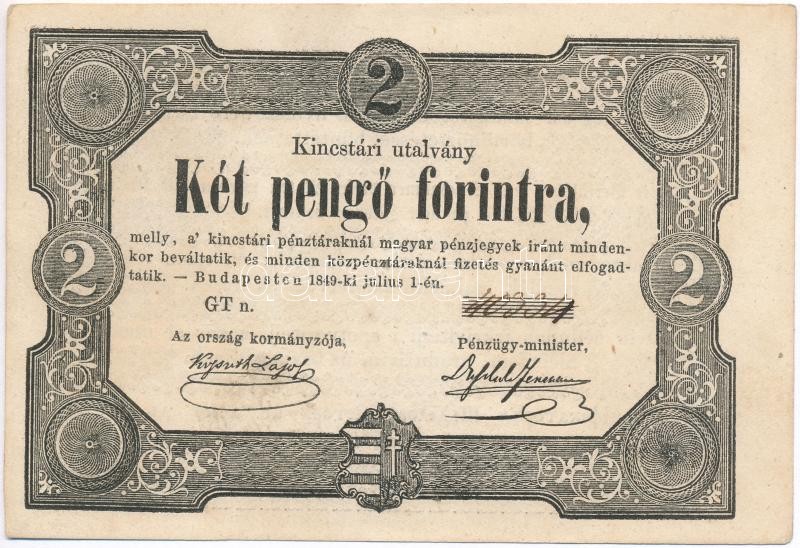 2
Kincstári utalvány
Két pengő forintra,
melly, a' kincstári pénztáraknál magyar pénzjegyek iránt minden-
kor beváltatik, és minden közpénztáraknál fizetés gyanánt elfogad-
tatik. — Budapesten 1849-ki julius 1-én.
2
2
GT n.
Az ország kormányzója,
Pénzügy-minister,
Kossuth Lajos